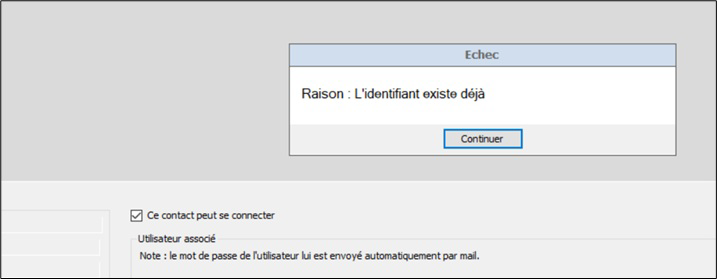 Echec
Raison : L'identifiant existe déjà
Continuer
Ce contact peut se connecter
Utilisateur associé
Note : le mot de passe de l'utilisateur lui est envoyé automatiquement par mail.